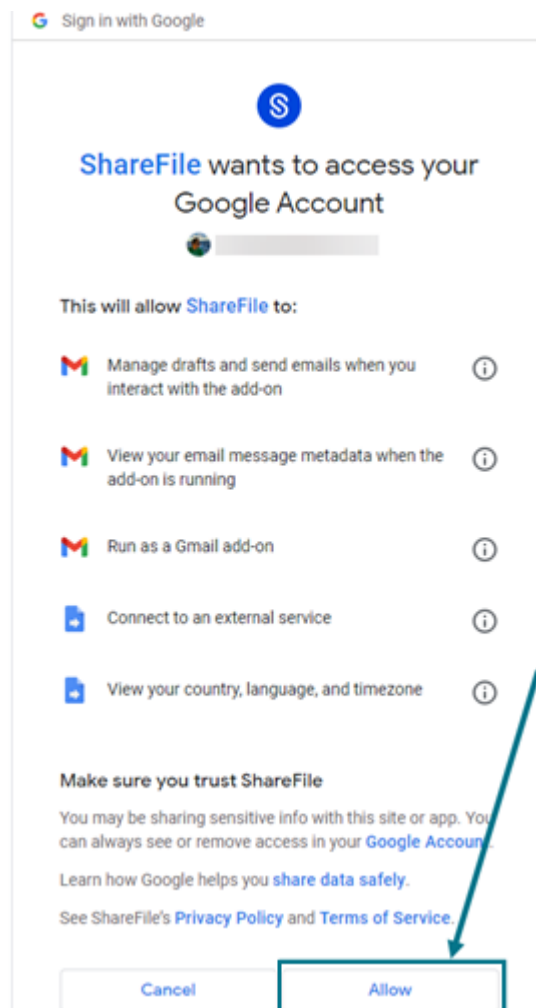 Sign in with Google
ShareFile wants to access your
Google Account
This will allow ShareFile to:
Manage drafts and send emails when you
interact with the add-on
View your email message metadata when the
add-on is running
Run as a Gmail add-on
Connect to an external service
View your country, language, and timezone
Make sure you trust ShareFile
You may be sharing sensitive info with this site or app. You
can always see or remove access in your Google Account.
Learn how Google helps you share data safely.
See ShareFile's Privacy Policy and Terms of Service.
Cancel
Allow